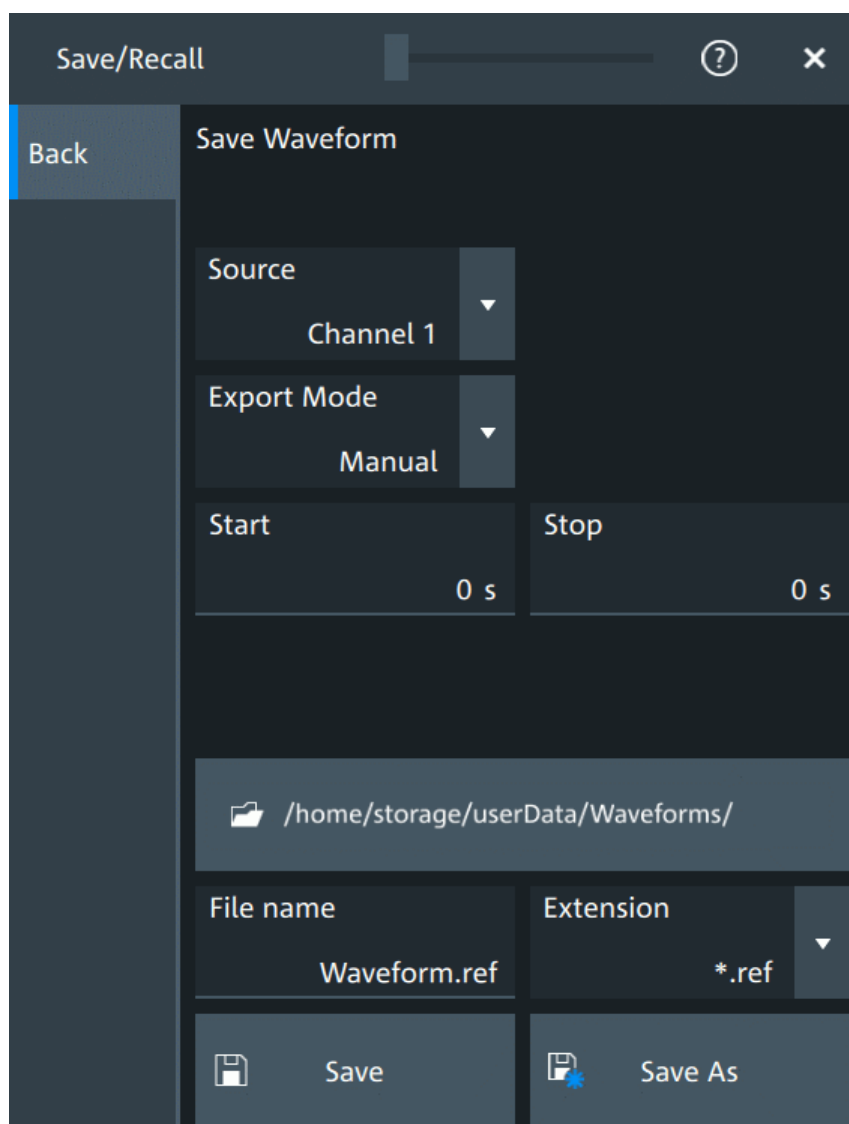 Save/Recall
Back
Save Waveform
Source
Channel 1
Export Mode
Manual
Start
0 s
Stop
0 s
/home/storage/userData/Waveforms/
File name
Waveform.ref
Extension
*.ref
Save
Save As